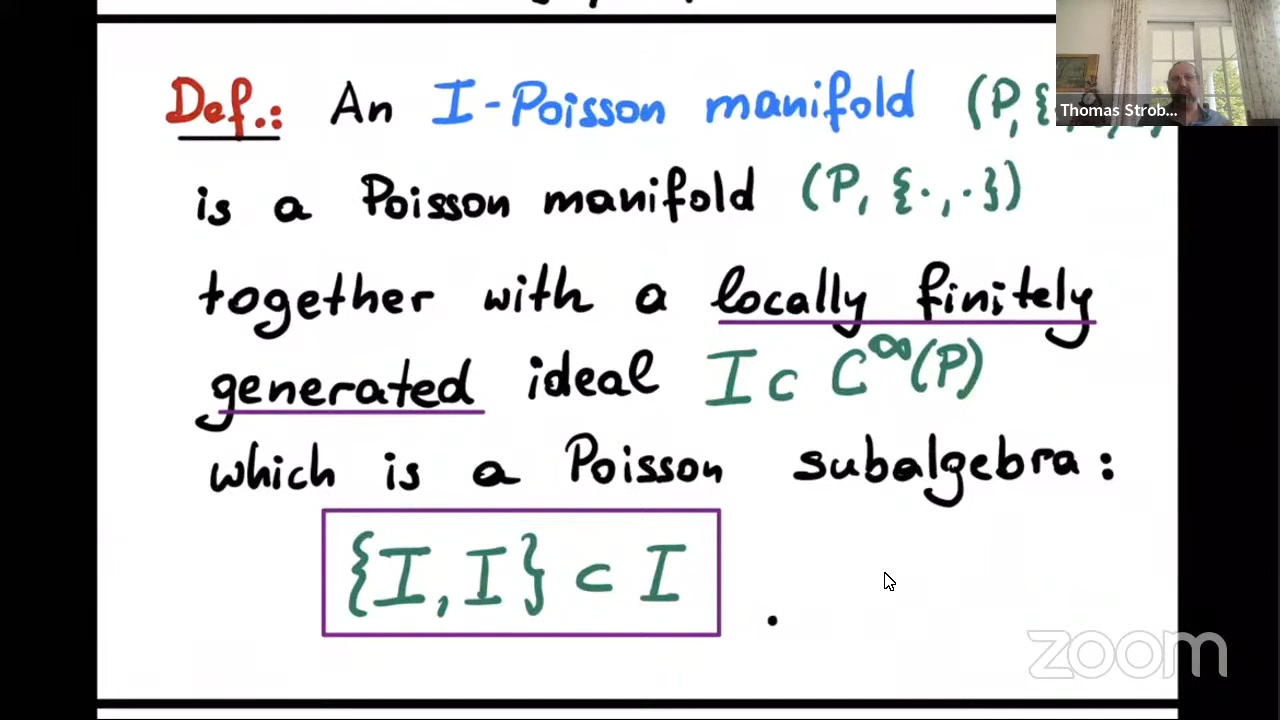 Def.: An I-Poisson manifold (P, {
Thomas Strob...
is a Poisson manifold (P, {·, ·})
together with a locally finitely
generated ideal I ⊂ C^∞(P)
which is a Poisson subalgebra:
{I, I} ⊂ I .
zoom